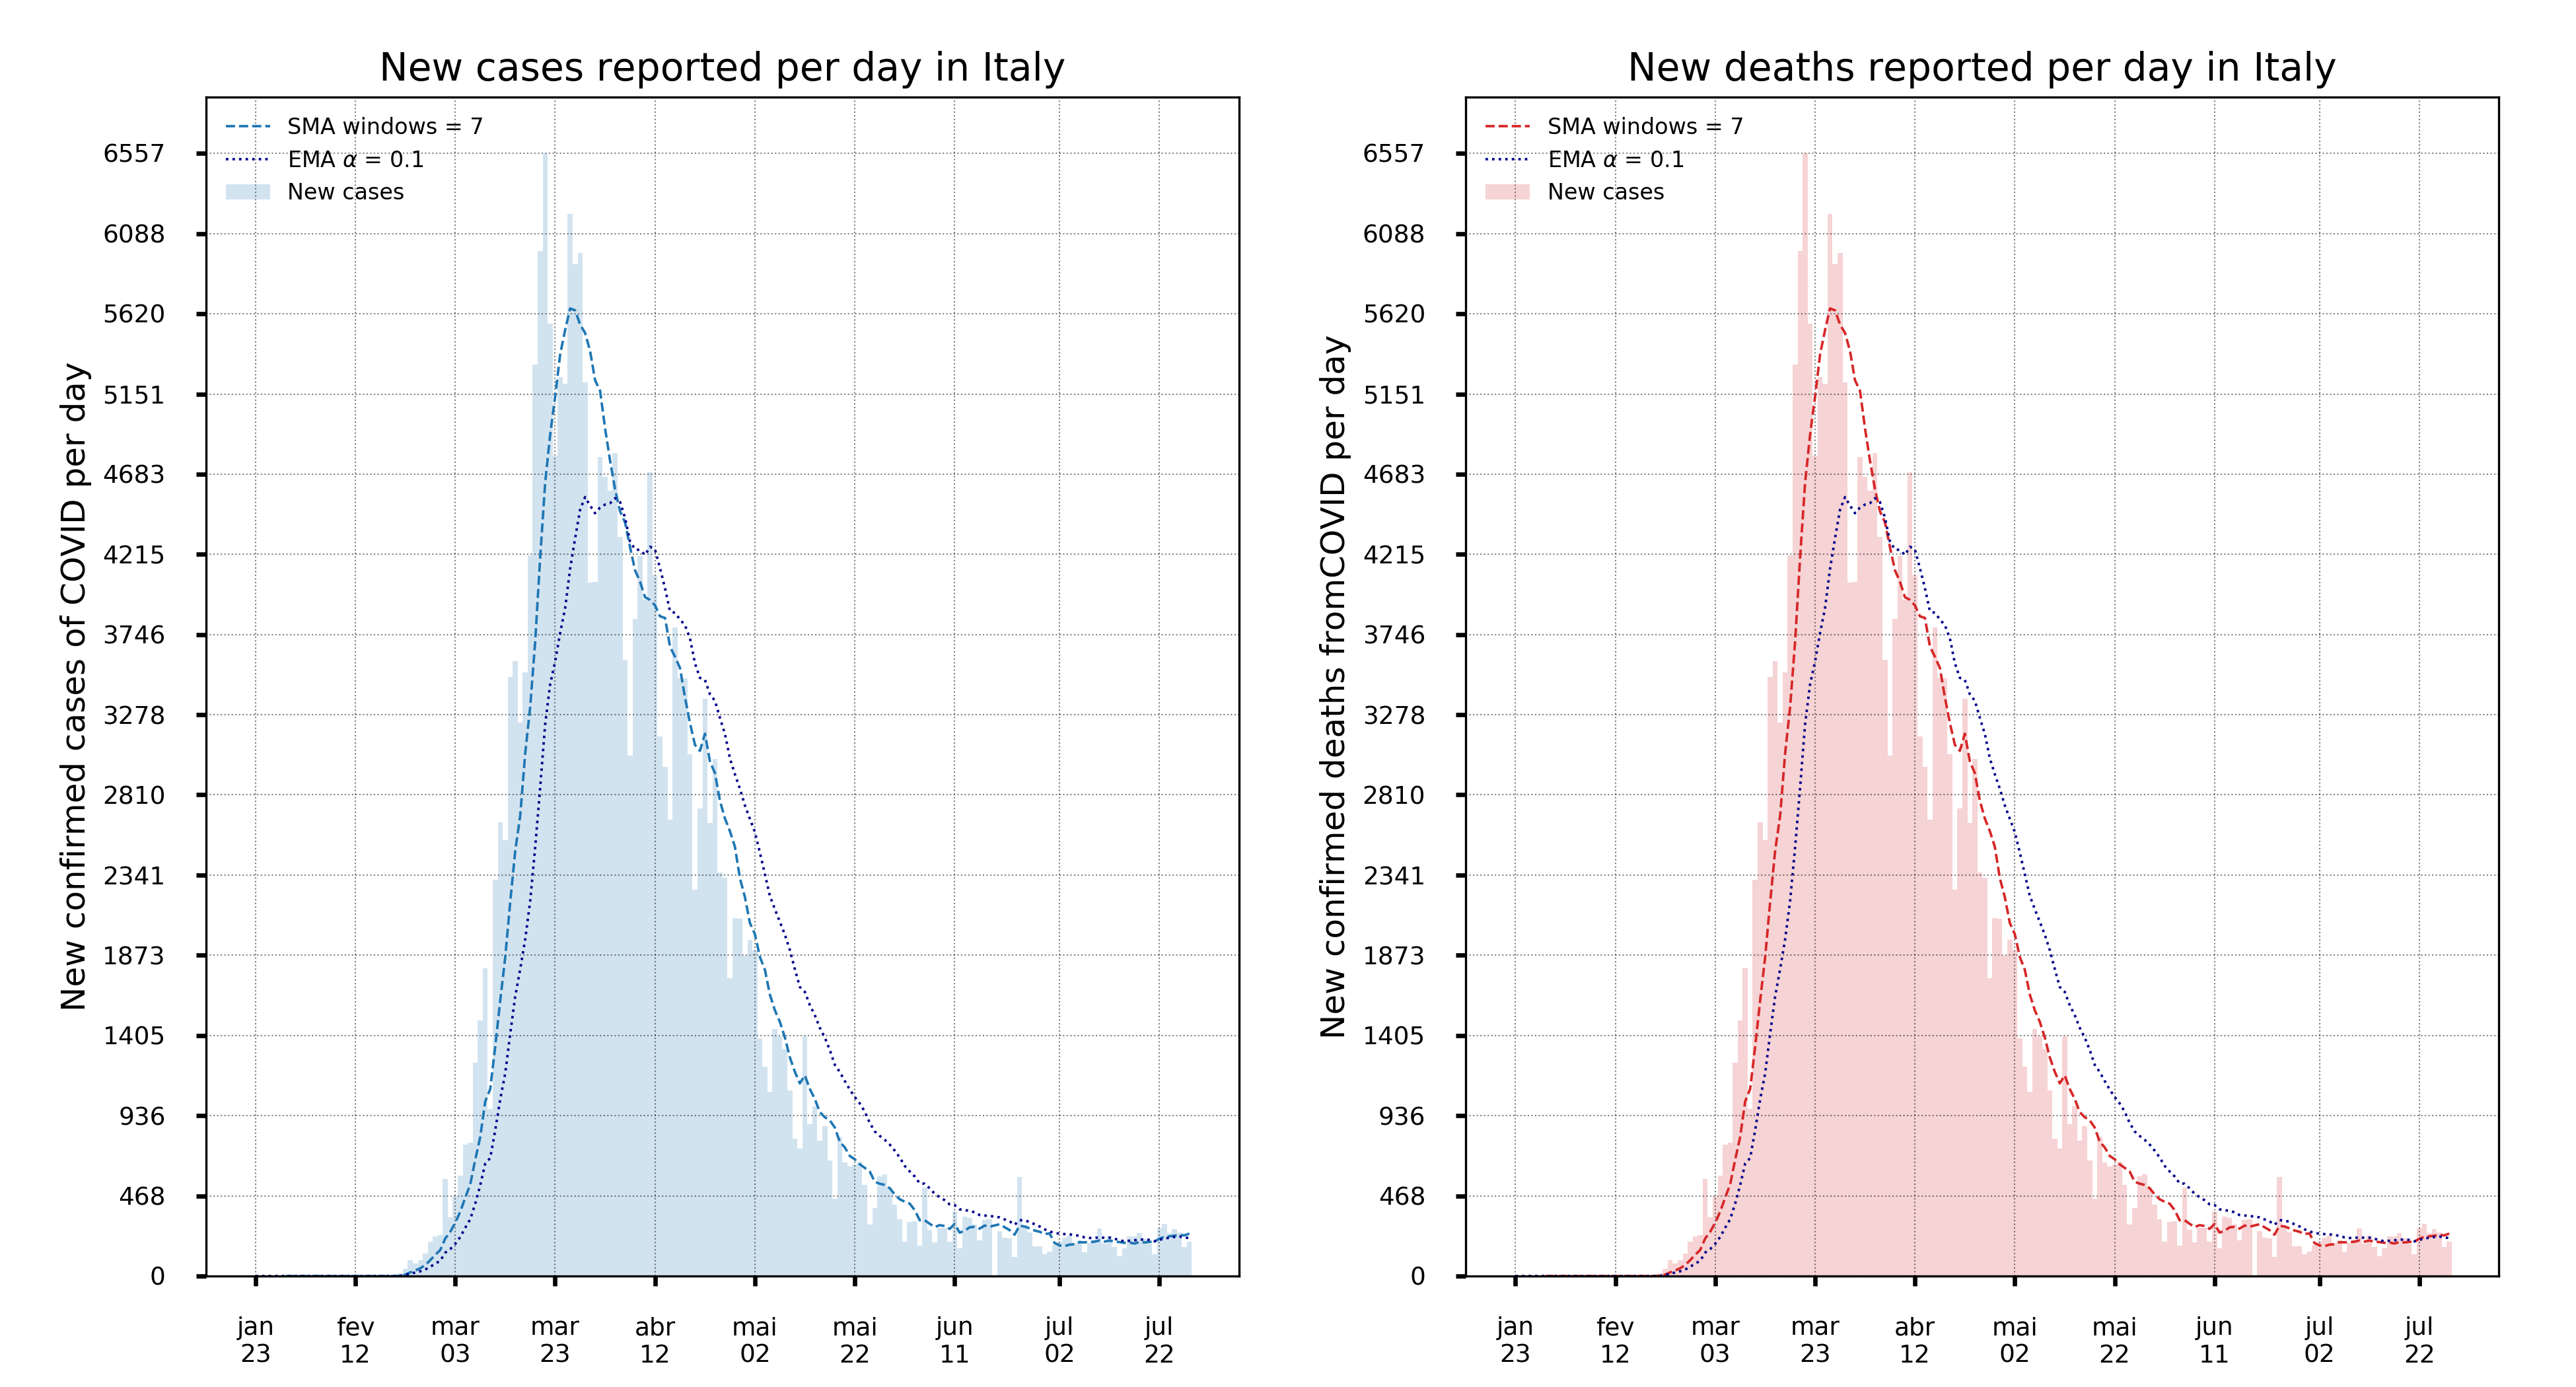 New cases reported per day in Italy
SMA windows = 7
EMA α = 0.1
New cases
New confirmed cases of COVID per day
6557
6088
5620
5151
4683
4215
3746
3278
2810
2341
1873
1405
936
468
0
jan 23
fev 12
mar 03
mar 23
abr 12
mai 02
mai 22
jun 11
jul 02
jul 22
New deaths reported per day in Italy
SMA windows = 7
EMA α = 0.1
New cases
New confirmed deaths fromCOVID per day
6557
6088
5620
5151
4683
4215
3746
3278
2810
2341
1873
1405
936
468
0
jan 23
fev 12
mar 03
mar 23
abr 12
mai 02
mai 22
jun 11
jul 02
jul 22